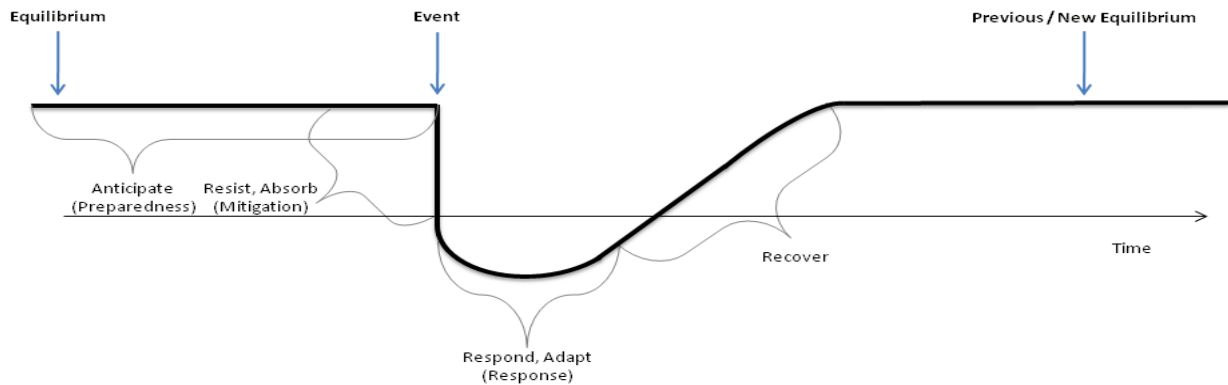 Equilibrium
Event
Previous / New Equilibrium
Anticipate
(Preparedness)
Resist, Absorb
(Mitigation)
Time
Recover
Respond, Adapt
(Response)